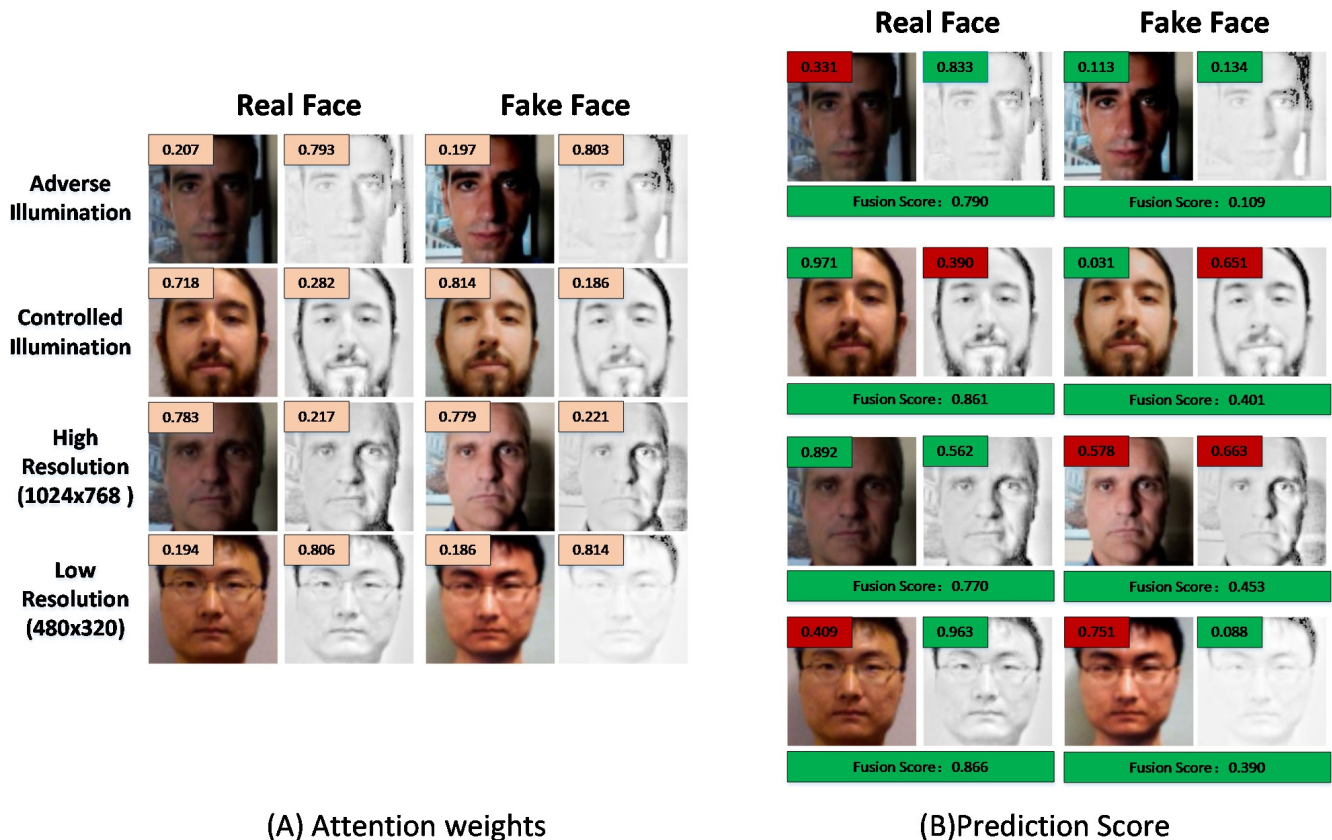 Real Face
Fake Face
Adverse
Illumination
0.207
0.793
0.197
0.803
Controlled
Illumination
0.718
0.282
0.814
0.186
High
Resolution
(1024x768 )
0.783
0.217
0.779
0.221
Low
Resolution
(480x320)
0.194
0.806
0.186
0.814
(A) Attention weights
Real Face
Fake Face
0.331
0.833
0.113
0.134
Fusion Score: 0.790
Fusion Score: 0.109
0.971
0.390
0.031
0.651
Fusion Score: 0.861
Fusion Score: 0.401
0.892
0.562
0.578
0.663
Fusion Score: 0.770
Fusion Score: 0.453
0.409
0.963
0.751
0.088
Fusion Score: 0.866
Fusion Score: 0.390
(B)Prediction Score